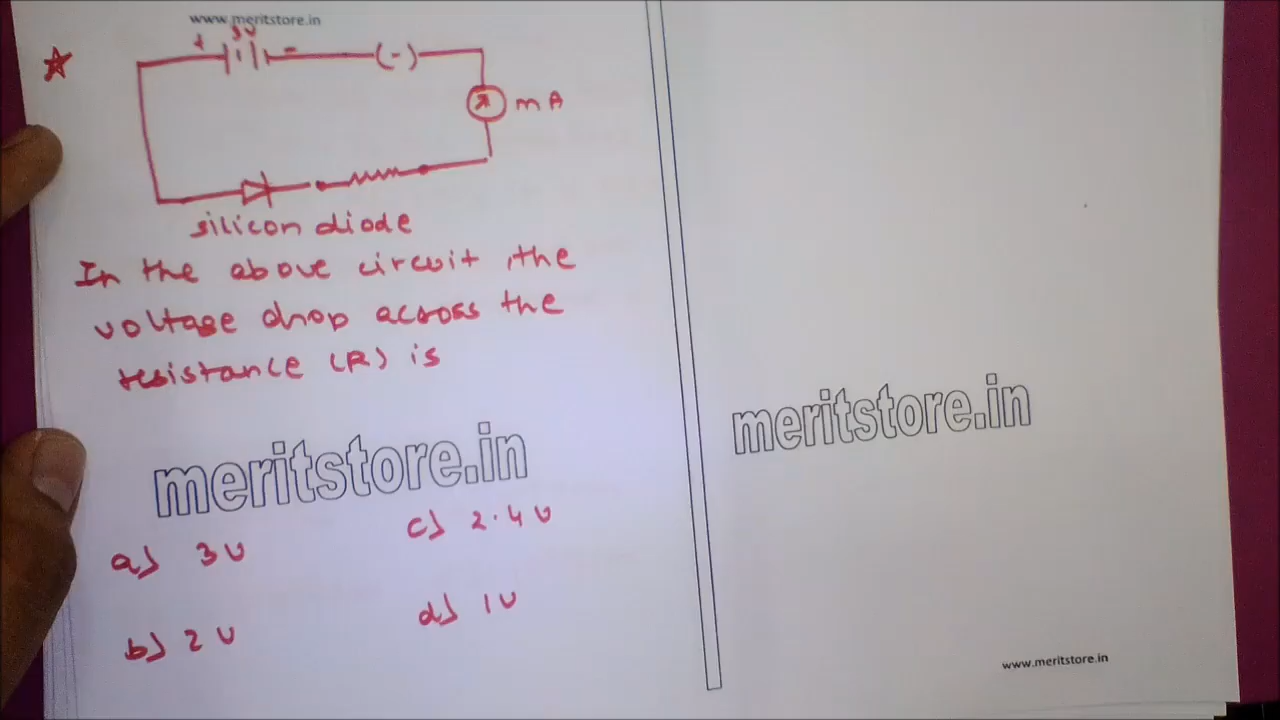 www.meritstore.in
+ 3V -
(-)
mA
silicon diode
In the above circuit, the
voltage drop across the
resistance (R) is
meritstore.in
a) 3V
c) 2.4V
b) 2V
d) 1V
meritstore.in
www.meritstore.in